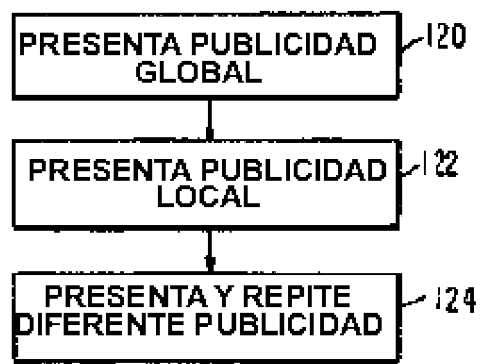 PRESENTA PUBLICIDAD
GLOBAL
120
PRESENTA PUBLICIDAD
LOCAL
122
PRESENTA Y REPITE
DIFERENTE PUBLICIDAD
124